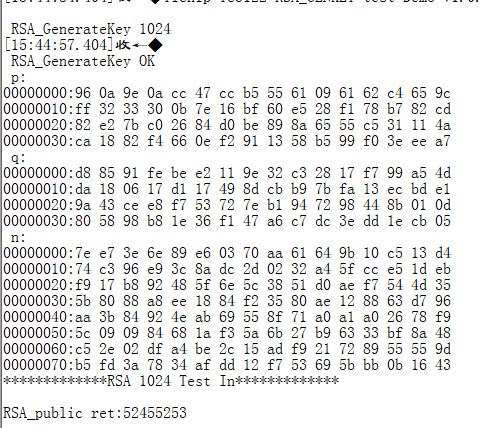 RSA_GenerateKey 1024
[15:44:57.404]收←◆
RSA_GenerateKey OK
p:
00000000:96 0a 9e 0a cc 47 cc b5 55 61 09 61 62 c4 65 9c
00000010:ff 32 33 30 0b 7e 16 bf 60 e5 28 f1 78 b7 82 cd
00000020:82 e2 7b c0 26 84 d0 be 89 8a 65 55 c5 31 11 4a
00000030:ca 18 82 f4 66 0e f2 91 13 58 b5 99 f0 3e ee a7
q:
00000000:d8 85 91 fe be e2 11 9e 32 c3 28 17 f7 99 a5 4d
00000010:da 18 06 17 d1 17 49 8d cb b9 7b fa 13 ec bd e1
00000020:9a 43 ce e8 f7 53 72 7e b1 94 72 98 44 8b 01 0d
00000030:80 58 98 b8 1e 36 f1 47 a6 c7 dc 3e dd 1e cb 05
n:
00000000:7e e7 3e 6e 89 e6 03 70 aa 61 64 9b 10 c5 13 d4
00000010:74 c3 96 e9 3c 8a dc 2d 02 32 a4 5f cc e5 1d eb
00000020:f9 17 b8 92 48 5f 6e 5c 38 51 d0 ae f7 54 4d 35
00000030:5b 80 88 a8 ee 18 84 f2 35 80 ae 12 88 63 d7 96
00000040:aa 3b 84 92 4e ab 69 55 8f 71 a0 a1 a0 26 78 f9
00000050:5c 09 09 84 68 1a f3 5a 6b 27 b9 63 33 bf 8a 48
00000060:c5 2e 02 df a4 be 2c 15 ad f9 21 72 89 55 55 9d
00000070:b5 fd 3a 78 34 af dd 12 f7 53 69 5b bb 0b 16 43
*************RSA 1024 Test In*************
RSA_public ret:52455253